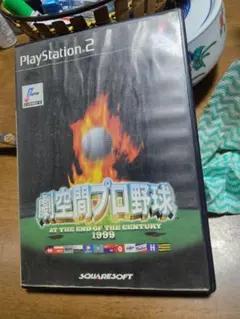 PlayStation 2
劇空間プロ野球
AT THE END OF THE CENTURY
1999
SQUARESOFT